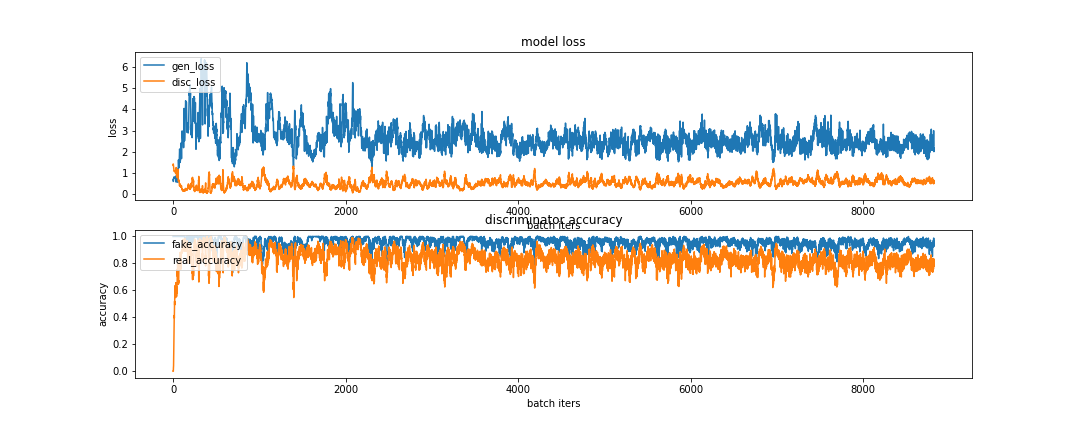 model loss
gen_loss
disc_loss
loss
6
5
4
3
2
1
0
0 2000 4000 6000 8000
batch iters
discriminator accuracy
fake_accuracy
real_accuracy
accuracy
1.0
0.8
0.6
0.4
0.2
0.0
0 2000 4000 6000 8000
batch iters